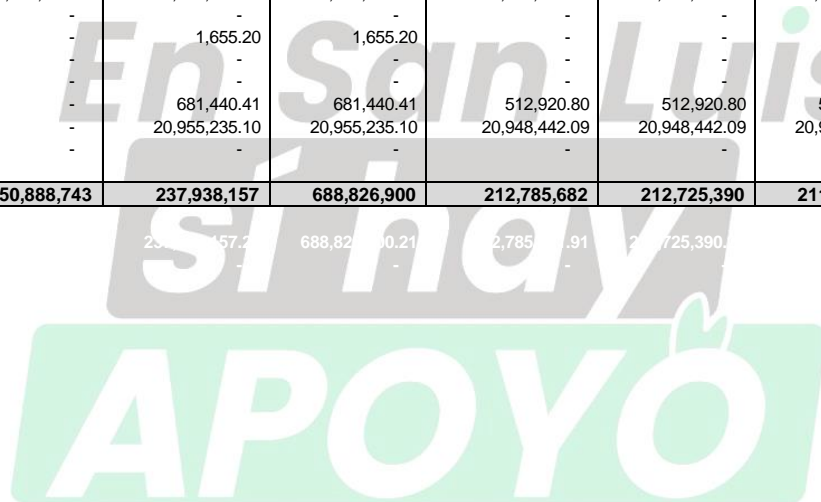 - - - - -
- 1,655.20 1,655.20 - -
- - - - -
- - - - -
- 681,440.41 681,440.41 512,920.80 512,920.80
- 20,955,235.10 20,955,235.10 20,948,442.09 20,948,442.09
- - - - -
50,888,743 237,938,157 688,826,900 212,785,682 212,725,390
- - - -
En San Luis
sí hay
APOYO